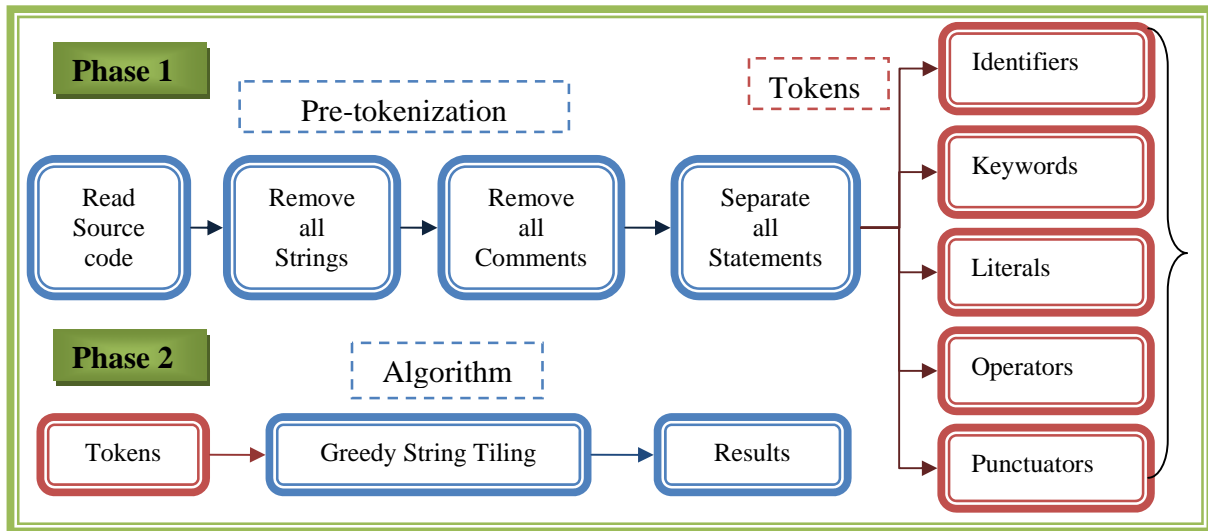 Phase 1
Pre-tokenization
Tokens
Read
Source
code
Remove
all
Strings
Remove
all
Comments
Separate
all
Statements
Identifiers
Keywords
Literals
Operators
Punctuators
Phase 2
Algorithm
Tokens
Greedy String Tiling
Results